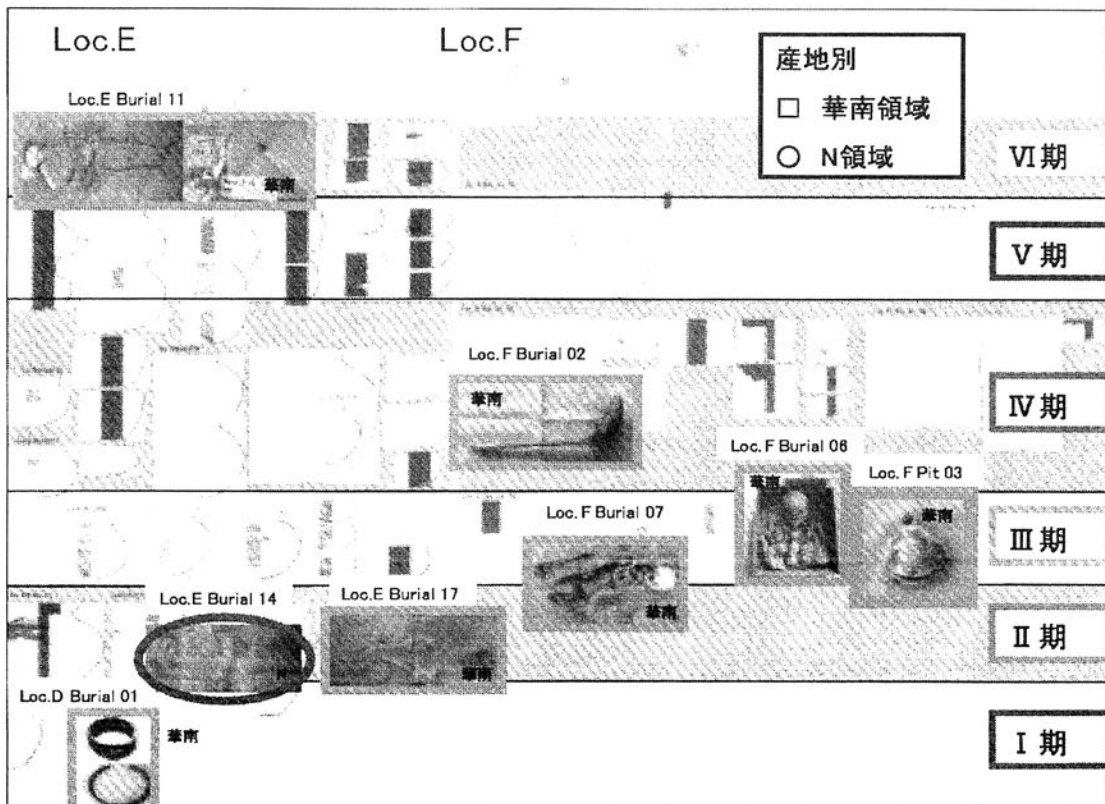 Loc.E
Loc.F
産地別
□ 華南領域
○ N領域
Loc.E Burial 11
華南
Ⅵ期
Ⅴ期
Loc.F Burial 02
華南
Ⅳ期
Loc.F Burial 06
華南
Loc.F Pit 03
華南
Loc.F Burial 07
華南
Ⅲ期
Loc.E Burial 14
N
Loc.E Burial 17
華南
Ⅱ期
Loc.D Burial 01
華南
Ⅰ期